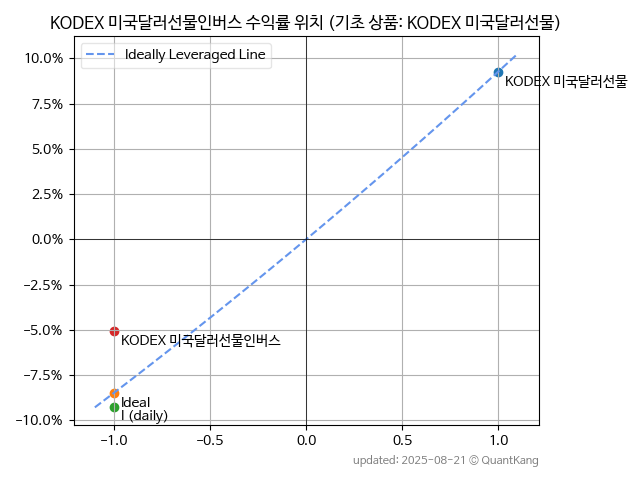 KODEX 미국달러선물인버스 수익률 위치 (기초 상품: KODEX 미국달러선물)
Ideally Leveraged Line
10.0%
7.5%
5.0%
2.5%
0.0%
−2.5%
−5.0%
−7.5%
−10.0%
KODEX 미국달러선물
KODEX 미국달러선물인버스
Ideal
I (daily)
−1.0 −0.5 0.0 0.5 1.0
updated: 2025-08-21 © QuantKang